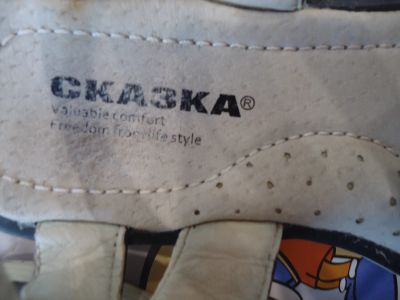 СКАЗКА®
Valuable comfort
Freedom from life style